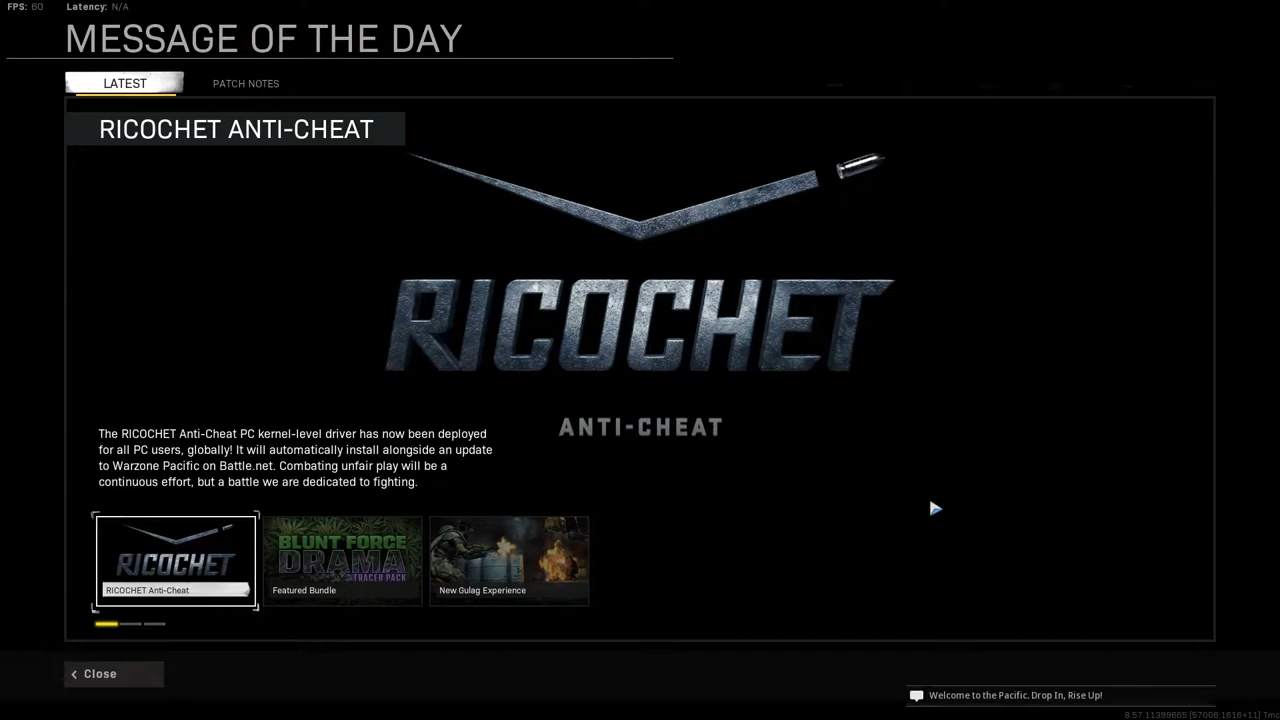 FPS: 60 Latency: N/A
MESSAGE OF THE DAY
LATEST PATCH NOTES
RICOCHET ANTI-CHEAT
RICOCHET
ANTI-CHEAT
The RICOCHET Anti-Cheat PC kernel-level driver has now been deployed
for all PC users, globally! It will automatically install alongside an update
to Warzone Pacific on Battle.net. Combating unfair play will be a
continuous effort, but a battle we are dedicated to fighting.
RICOCHET
RICOCHET Anti-Cheat
BLUNT FORCE
DRAMA
TRACER PACK
Featured Bundle
New Gulag Experience
Close
Welcome to the Pacific. Drop In, Rise Up!